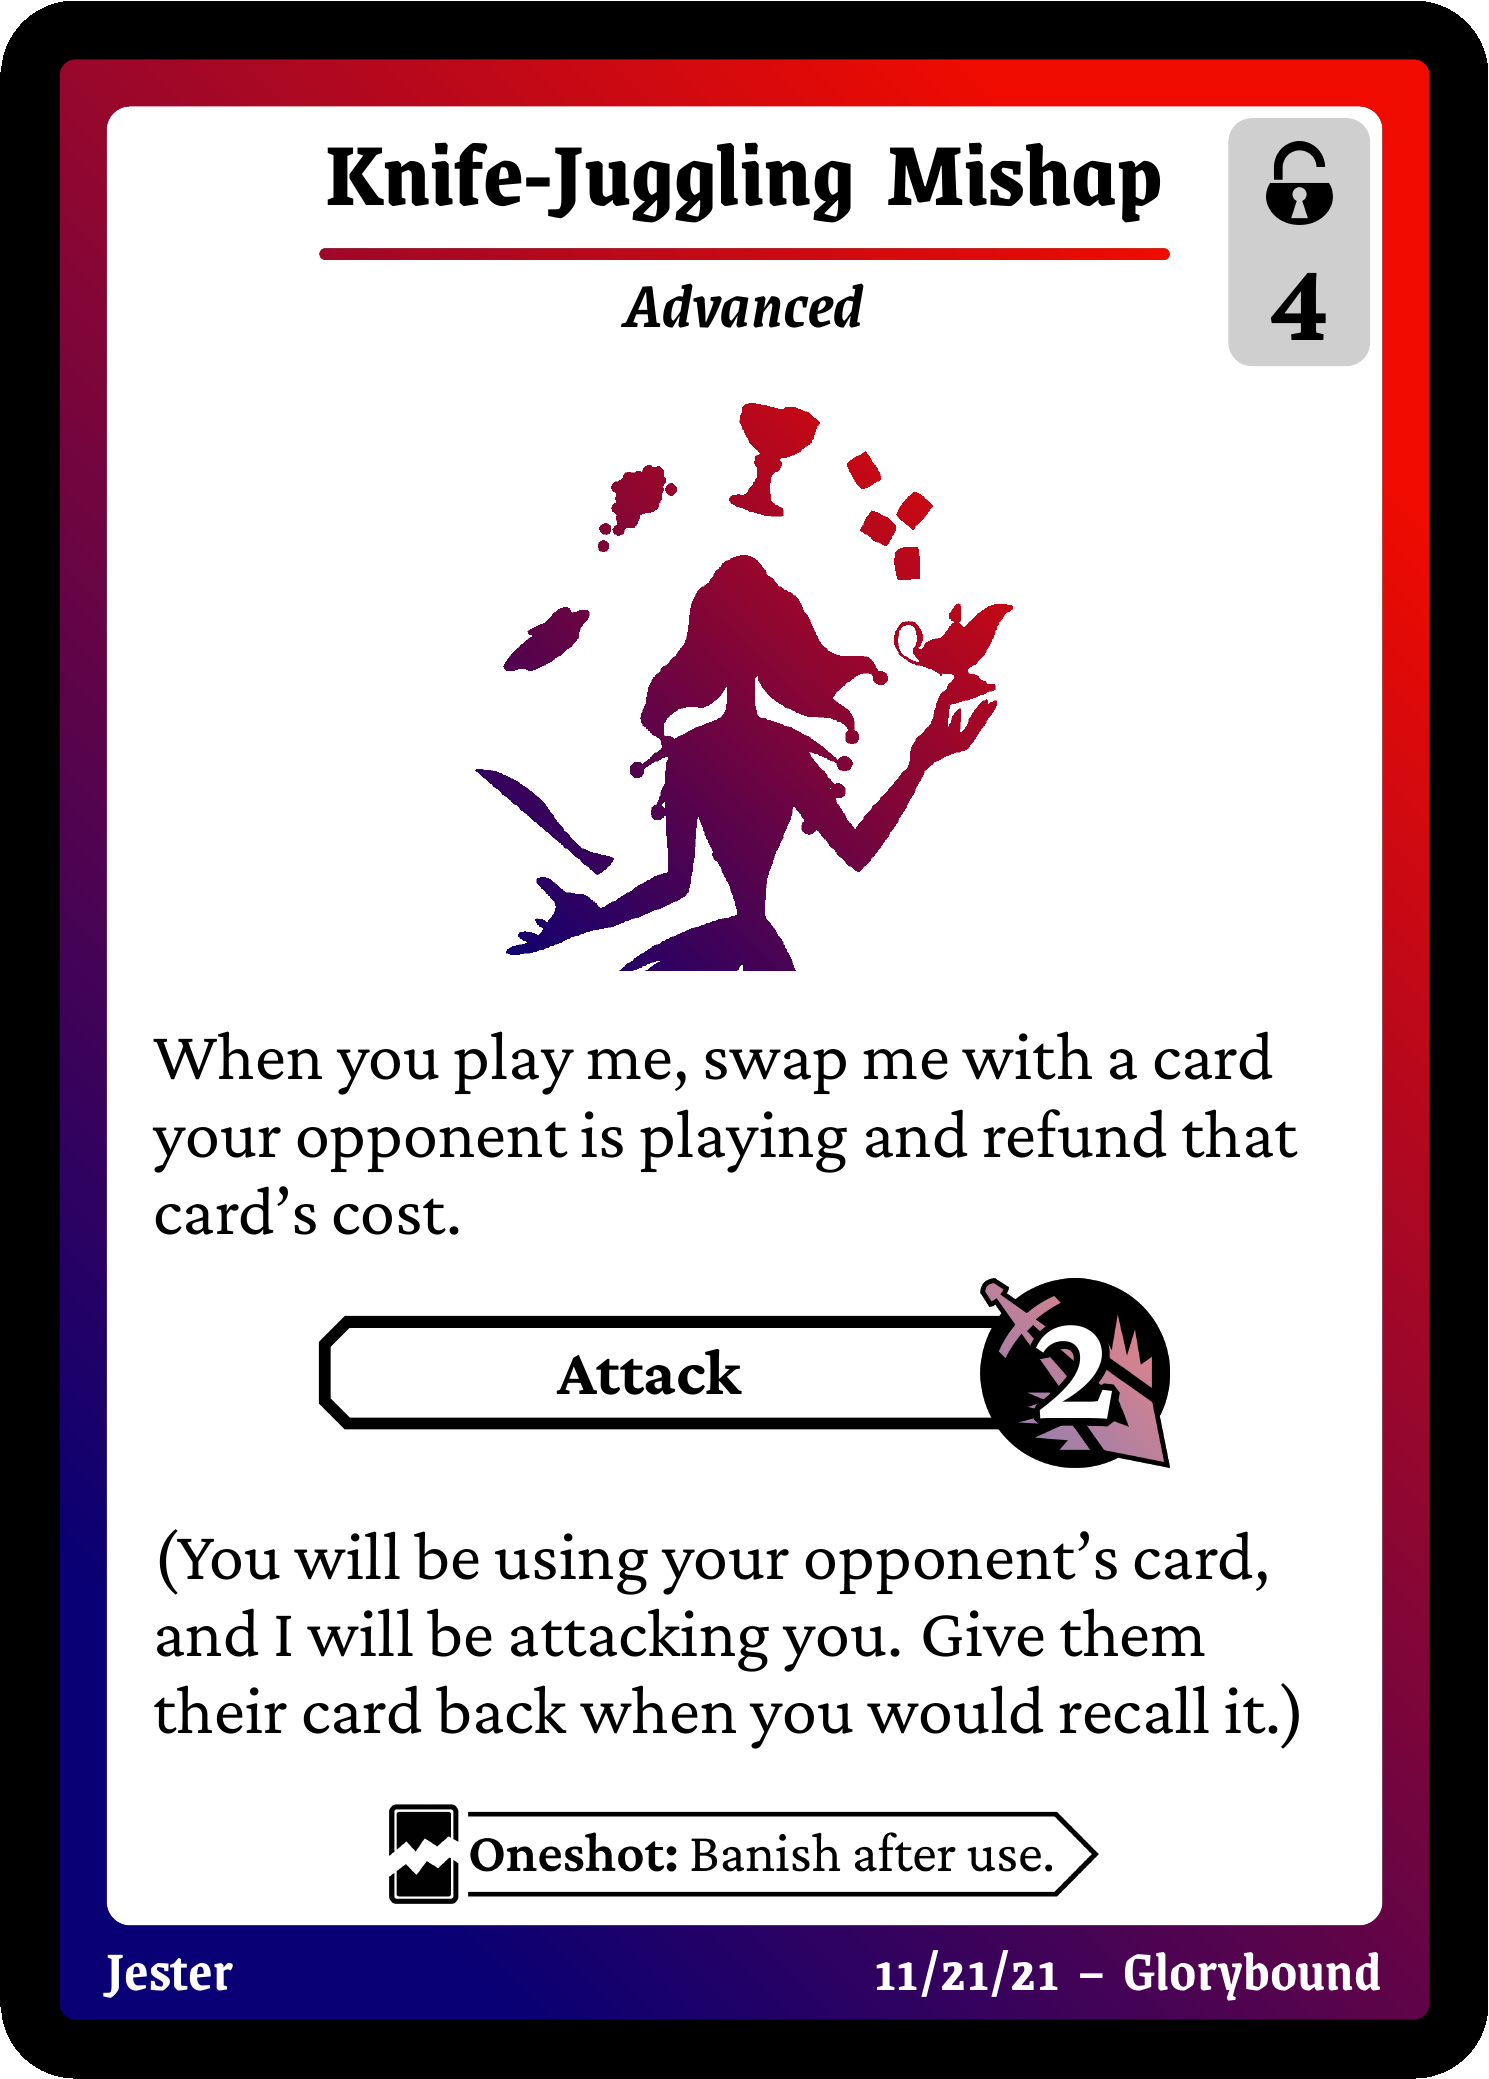 Knife-Juggling Mishap
4
Advanced
When you play me, swap me with a card
your opponent is playing and refund that
card’s cost.
Attack
2
(You will be using your opponent’s card,
and I will be attacking you. Give them
their card back when you would recall it.)
Oneshot: Banish after use.
Jester
11/21/21 – Glorybound